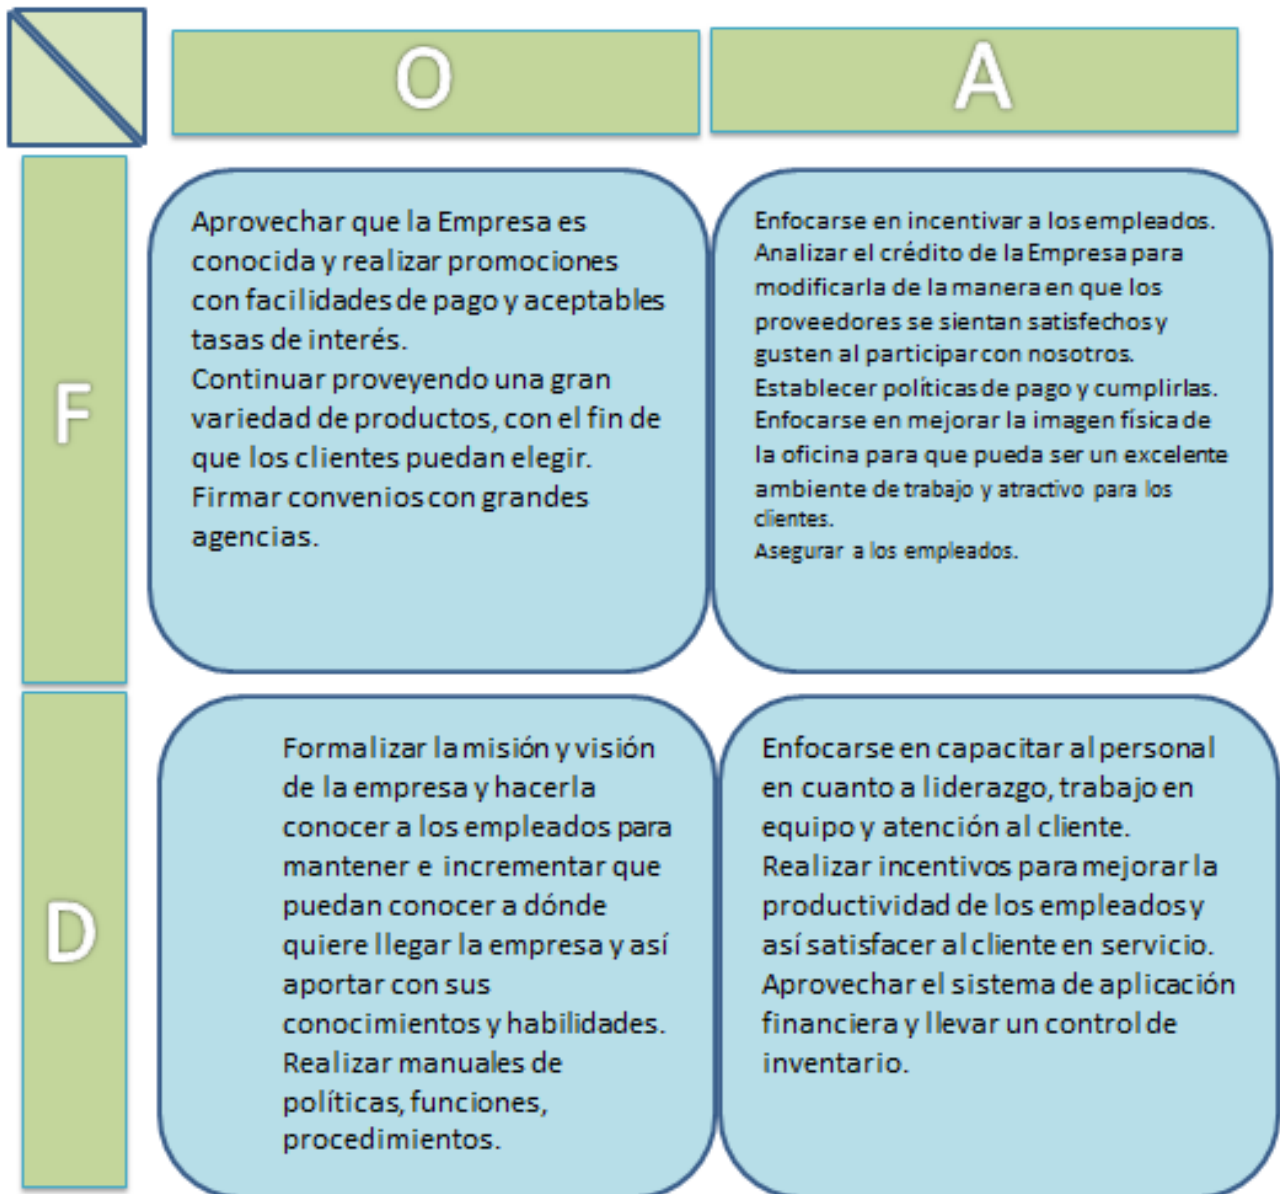 O
A
F
Aprovechar que la Empresa es
conocida y realizar promociones
con facilidades de pago y aceptables
tasas de interés.
Continuar proveyendo una gran
variedad de productos, con el fin de
que los clientes puedan elegir.
Firmar convenios con grandes
agencias.
Enfocarse en incentivar a los empleados.
Analizar el crédito de la Empresa para
modificarla de la manera en que los
proveedores se sientan satisfechos y
gusten al participar con nosotros.
Establecer políticas de pago y cumplirlas.
Enfocarse en mejorar la imagen física de
la oficina para que pueda ser un excelente
ambiente de trabajo y atractivo para los
clientes.
Asegurar a los empleados.
D
Formalizar la misión y visión
de la empresa y hacerla
conocer a los empleados para
mantener e incrementar que
puedan conocer a dónde
quiere llegar la empresa y así
aportar con sus
conocimientos y habilidades.
Realizar manuales de
políticas, funciones,
procedimientos.
Enfocarse en capacitar al personal
en cuanto a liderazgo, trabajo en
equipo y atención al cliente.
Realizar incentivos para mejorar la
productividad de los empleados y
así satisfacer al cliente en servicio.
Aprovechar el sistema de aplicación
financiera y llevar un control de
inventario.